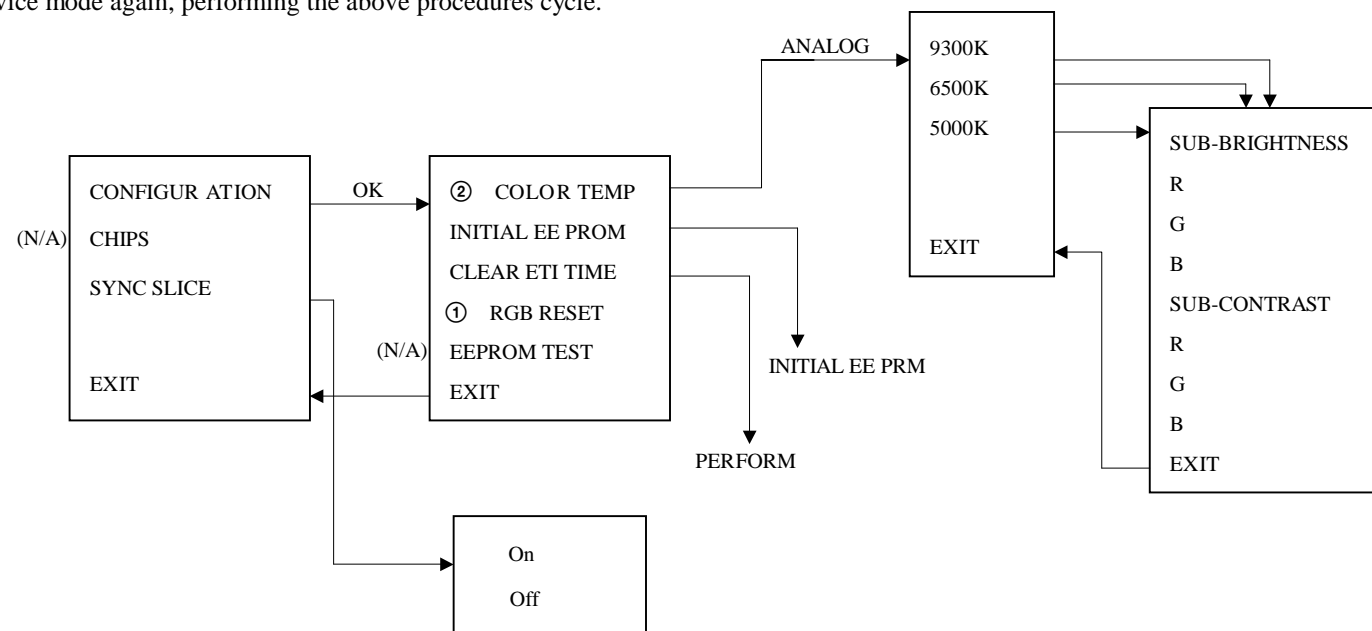 vice mode again, performing the above procedures cycle.
(N/A)
CONFIGUR ATION
CHIPS
SYNC SLICE
EXIT
OK
② COLOR TEMP
INITIAL EE PROM
CLEAR ETI TIME
① RGB RESET
(N/A)
EEPROM TEST
EXIT
ANALOG
9300K
6500K
5000K
EXIT
SUB-BRIGHTNESS
R
G
B
SUB-CONTRAST
R
G
B
EXIT
INITIAL EE PRM
PERFORM
On
Off